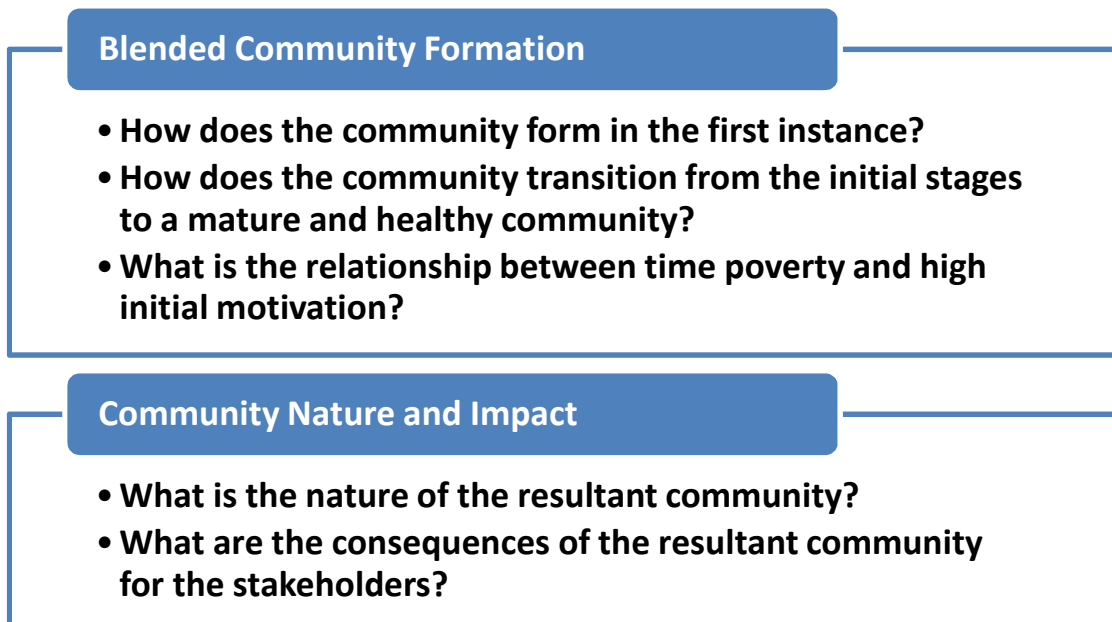 Blended Community Formation
• How does the community form in the first instance?
• How does the community transition from the initial stages
to a mature and healthy community?
• What is the relationship between time poverty and high
initial motivation?
Community Nature and Impact
• What is the nature of the resultant community?
• What are the consequences of the resultant community
for the stakeholders?